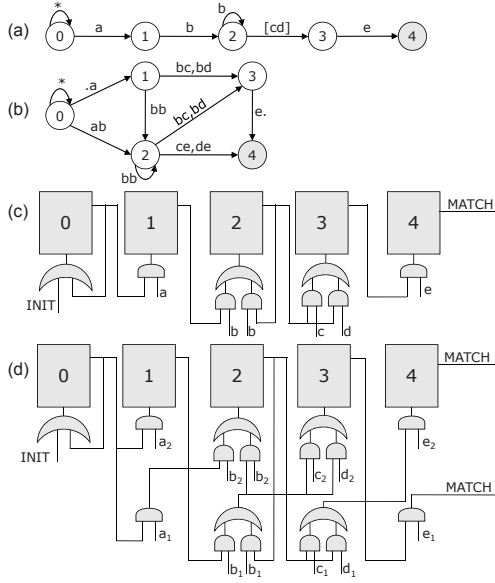 (a)
* a b b [cd] e
0 1 2 3 4
(b)
* .a bc,bd
0 1 3
bb bc,bd e.
ab 2 ce,de 4
bb
(c)
0 1 2 3 4 MATCH
INIT a b b c d e
(d)
0 1 2 3 4 MATCH
INIT a₂ b₂ b₂ c₂ d₂ e₂
MATCH
a₁ b₁ b₁ c₁ d₁ e₁